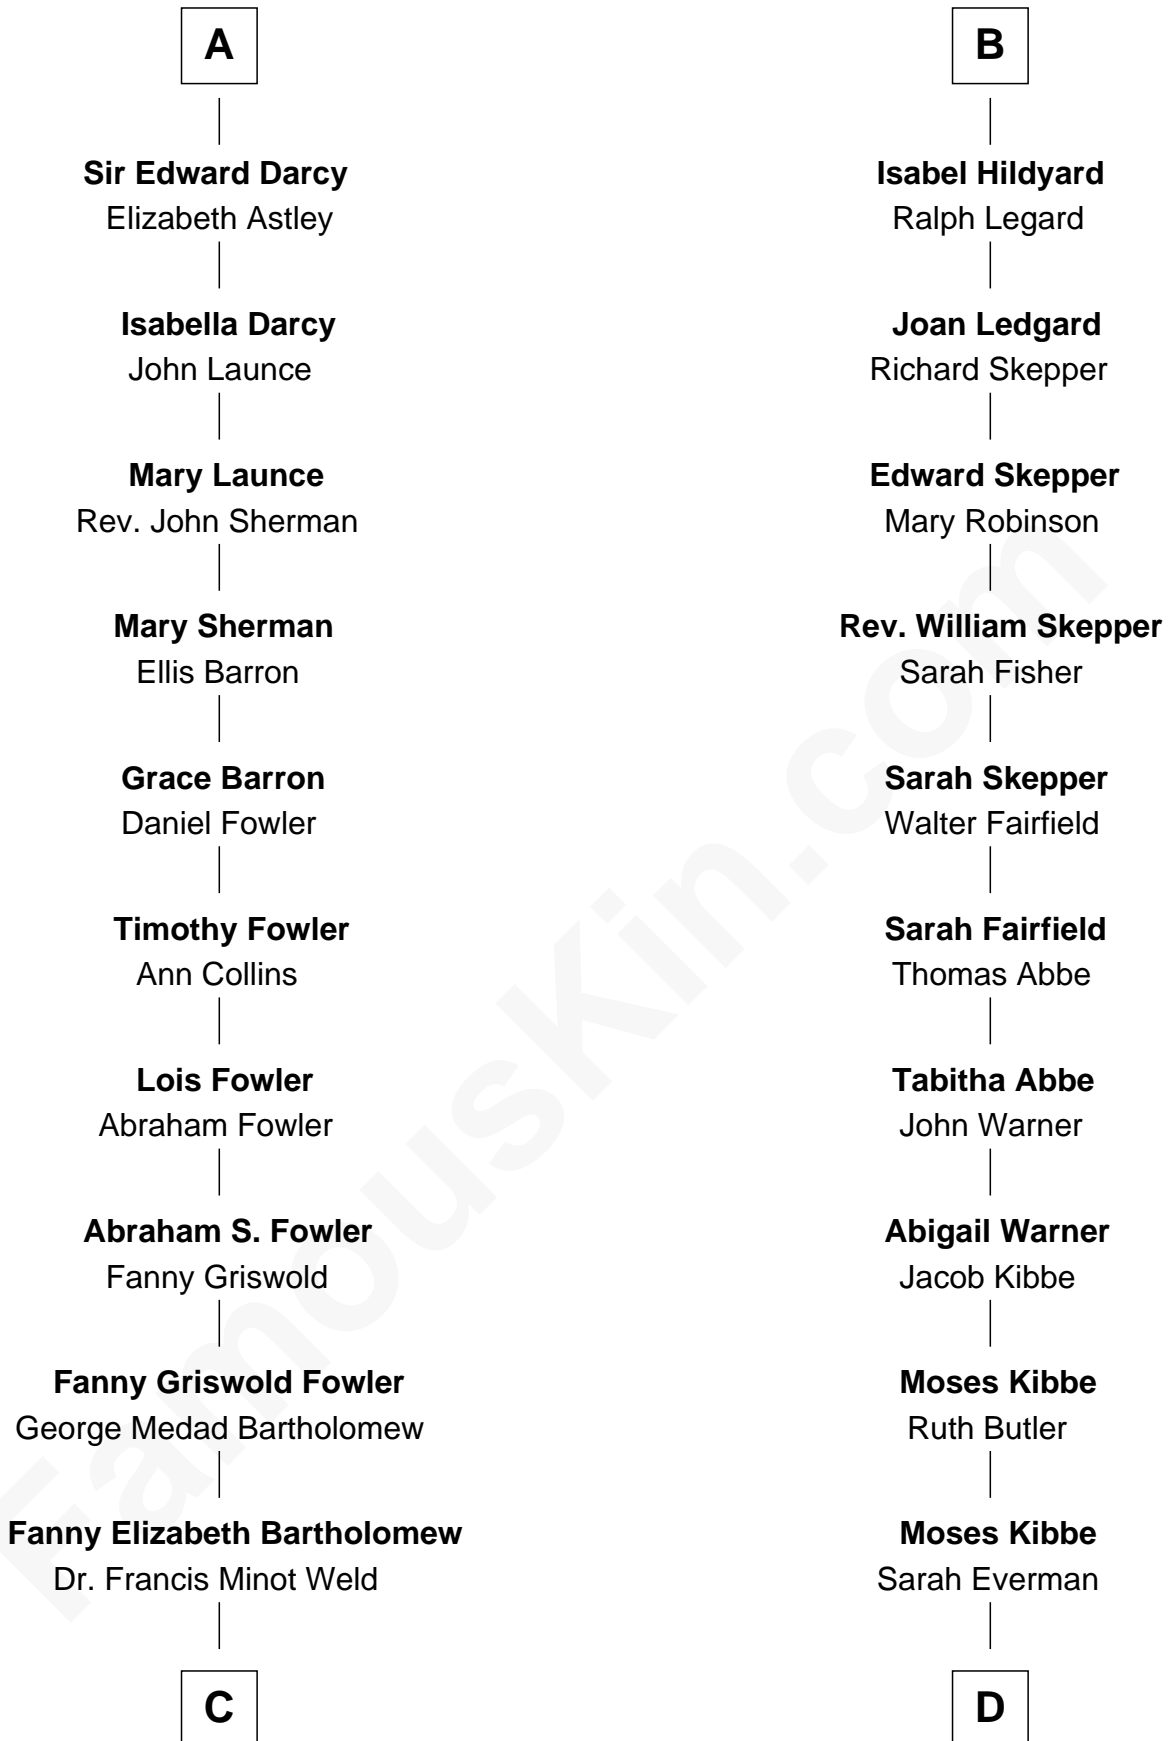 A
Sir Edward Darcy
Elizabeth Astley
Isabella Darcy
John Launce
Mary Launce
Rev. John Sherman
Mary Sherman
Ellis Barron
Grace Barron
Daniel Fowler
Timothy Fowler
Ann Collins
Lois Fowler
Abraham Fowler
Abraham S. Fowler
Fanny Griswold
Fanny Griswold Fowler
George Medad Bartholomew
Fanny Elizabeth Bartholomew
Dr. Francis Minot Weld
C
B
Isabel Hildyard
Ralph Legard
Joan Ledgard
Richard Skepper
Edward Skepper
Mary Robinson
Rev. William Skepper
Sarah Fisher
Sarah Skepper
Walter Fairfield
Sarah Fairfield
Thomas Abbe
Tabitha Abbe
John Warner
Abigail Warner
Jacob Kibbe
Moses Kibbe
Ruth Butler
Moses Kibbe
Sarah Everman
D
FamousKin.com